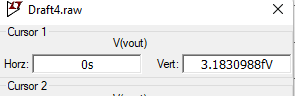 Draft4.raw
Cursor 1
V(vout)
Horz: 0s Vert: 3.1830988fV
Cursor 2